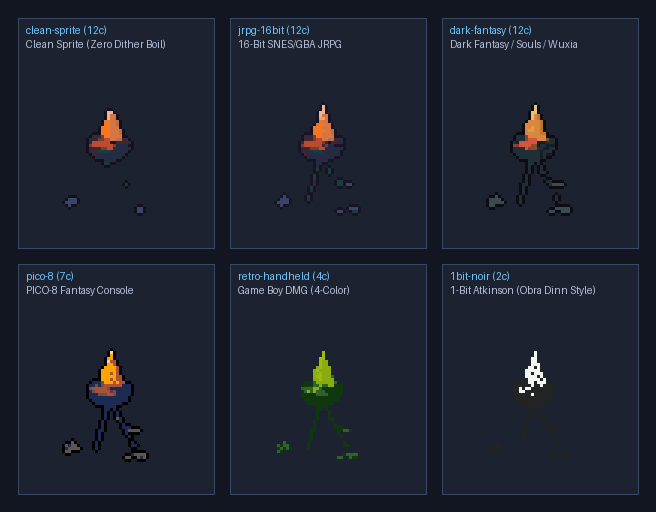 clean-sprite (12c)
Clean Sprite (Zero Dither Boil)
jrpg-16bit (12c)
16-Bit SNES/GBA JRPG
dark-fantasy (12c)
Dark Fantasy / Souls / Wuxia
pico-8 (7c)
PICO-8 Fantasy Console
retro-handheld (4c)
Game Boy DMG (4-Color)
1bit-noir (2c)
1-Bit Atkinson (Obra Dinn Style)